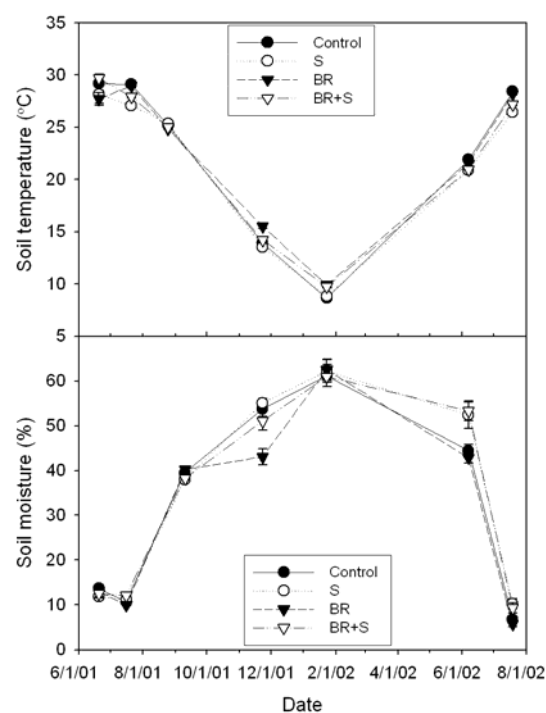 35
30
25
20
15
10
5
Soil temperature (°C)
Control
S
BR
BR+S
60
50
40
30
20
10
0
Soil moisture (%)
Control
S
BR
BR+S
6/1/01 8/1/01 10/1/01 12/1/01 2/1/02 4/1/02 6/1/02 8/1/02
Date